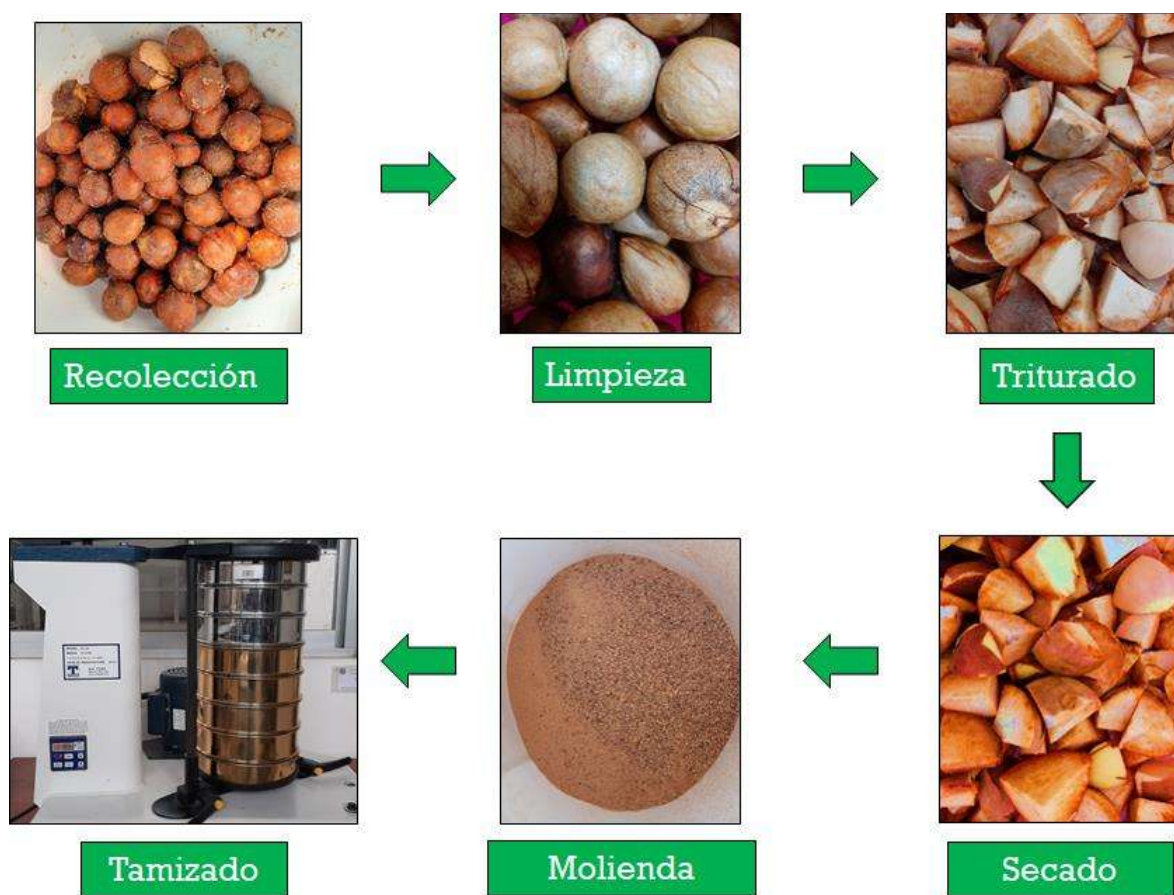 Recolección
Limpieza
Triturado
Secado
Molienda
Tamizado